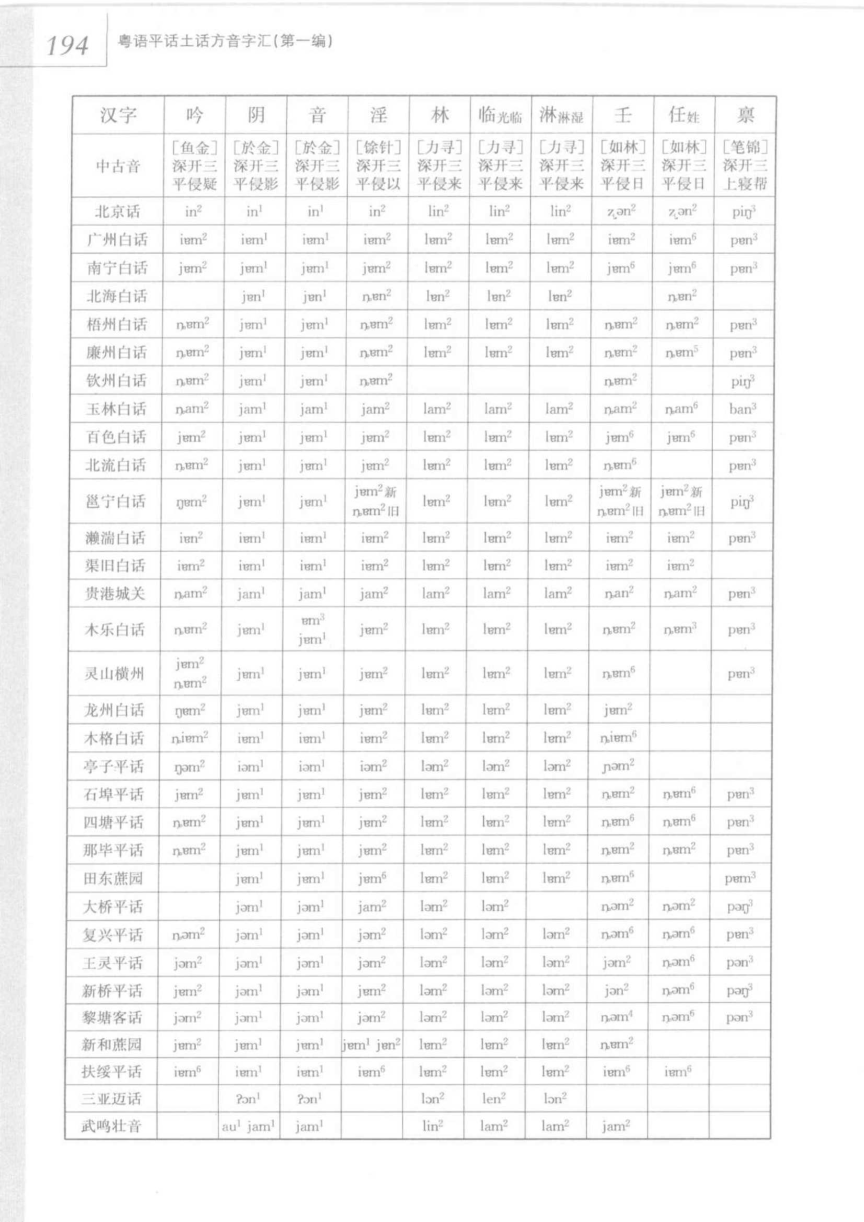 194 粤语平话土话方音字汇(第一编)
汉字 吟 阴 音 淫 林 临光临 淋淋湿 壬 任姓 禀
中古音 [鱼金]深开三平侵疑 [於金]深开三平侵影 [於金]深开三平侵影 [馀针]深开三平侵以 [力寻]深开三平侵来 [力寻]深开三平侵来 [力寻]深开三平侵来 [如林]深开三平侵日 [如林]深开三平侵日 [笔锦]深开三上寝帮
北京话 in² in¹ in¹ in² lin² lin² lin² ʐən² ʐən² piŋ³
广州白话 iɐm² iɐm¹ iɐm¹ iɐm² lɐm² lɐm² lɐm² iɐm² iɐm⁶ pɐn³
南宁白话 jɐm² jɐm¹ jɐm¹ jɐm² lɐm² lɐm² lɐm² jɐm⁶ jɐm⁶ pɐn³
北海白话 jɐn¹ jɐn¹ ȵɐn² lɐn² lɐn² lɐn² ȵɐn²
梧州白话 ȵɐm² jɐm¹ jɐm¹ ȵɐm² lɐm² lɐm² lɐm² ȵɐm² ȵɐm² pɐn³
廉州白话 ȵɐm² jɐm¹ jɐm¹ ȵɐm² lɐm² lɐm² lɐm² ȵɐm² ȵɐm⁵ pɐn³
钦州白话 ȵɐm² jɐm¹ jɐm¹ ȵɐm² ȵɐm² piŋ³
玉林白话 ȵam² jam¹ jam¹ jam² lam² lam² lam² ȵam² ȵam⁶ ban³
百色白话 jɐm² jɐm¹ jɐm¹ jɐm² lɐm² lɐm² lɐm² jɐm⁶ jɐm⁶ pɐn³
北流白话 ȵɐm² jɐm¹ jɐm¹ jɐm² lɐm² lɐm² lɐm² ȵɐm⁶ pɐn³
邕宁白话 ŋɐm² jɐm¹ jɐm¹ jɐm²新 ȵɐm²旧 lɐm² lɐm² lɐm² jɐm²新 ȵɐm²旧 jɐm²新 ȵɐm²旧 piŋ³
濑湍白话 iɐn² iɐm¹ iɐm¹ iɐm² lɐm² lɐm² lɐm² iɐm² iɐm² pɐn³
渠旧白话 iɐm² iɐm¹ iɐm¹ iɐm² lɐm² lɐm² lɐm² iɐm² iɐm²
贵港城关 ȵam² jam¹ jam¹ jam² lam² lam² lam² ȵan² ȵam² pɐn³
木乐白话 ȵɐm² jɐm¹ ɐm³ jɐm¹ jɐm² lɐm² lɐm² lɐm² ȵɐm² ȵɐm³ pɐn³
灵山横州 jɐm² ȵɐm² jɐm¹ jɐm¹ jɐm² lɐm² lɐm² lɐm² ȵɐm⁶ pɐn³
龙州白话 ŋɐm² jɐm¹ jɐm¹ jɐm² lɐm² lɐm² lɐm² jɐm²
木格白话 ȵiɐm² iɐm¹ iɐm¹ iɐm² lɐm² lɐm² lɐm² ȵiɐm⁶
亭子平话 ŋəm² iəm¹ iəm¹ iəm² ləm² ləm² ləm² ɲəm²
石埠平话 jɐm² jɐm¹ jɐm¹ jɐm² lɐm² lɐm² lɐm² ȵɐm² ȵɐm⁶ pɐn³
四塘平话 ȵɐm² jɐm¹ jɐm¹ jɐm² lɐm² lɐm² lɐm² ȵɐm⁶ ȵɐm⁶ pɐn³
那毕平话 ȵɐm² jɐm¹ jɐm¹ jɐm² lɐm² lɐm² lɐm² ȵɐm² ȵɐm² pɐn³
田东蔗园 jɐm¹ jɐm¹ jɐm⁶ lɐm² lɐm² lɐm² ȵɐm⁶ pɐm³
大桥平话 jəm¹ jəm¹ jam² ləm² ləm² ȵəm² ȵəm² pəŋ³
复兴平话 ȵəm² jəm¹ jəm¹ jəm² ləm² ləm² ləm² ȵəm⁶ ȵəm⁶ pɐn³
王灵平话 jəm² jəm¹ jəm¹ jəm² ləm² ləm² ləm² jəm² ȵəm⁶ pən³
新桥平话 jɐm² jəm¹ jəm¹ jɐm² ləm² ləm² ləm² jən² ȵəm⁶ pəŋ³
黎塘客话 jəm² jəm¹ jəm¹ jəm² ləm² ləm² ləm² ȵəm⁴ ȵəm⁶ pən³
新和蔗园 jɐm² jɐm¹ jɐm¹ jɐm¹ jɐn² lɐm² lɐm² lɐm² ȵɐm²
扶绥平话 iɐm⁶ iɐm¹ iɐm¹ iɐm⁶ lɐm² lɐm² lɐm² iɐm⁶ iɐm⁶
三亚迈话 ʔən¹ ʔən¹ lən² len² lən²
武鸣壮音 au¹ jam¹ jam¹ lin² lam² lam² jam²